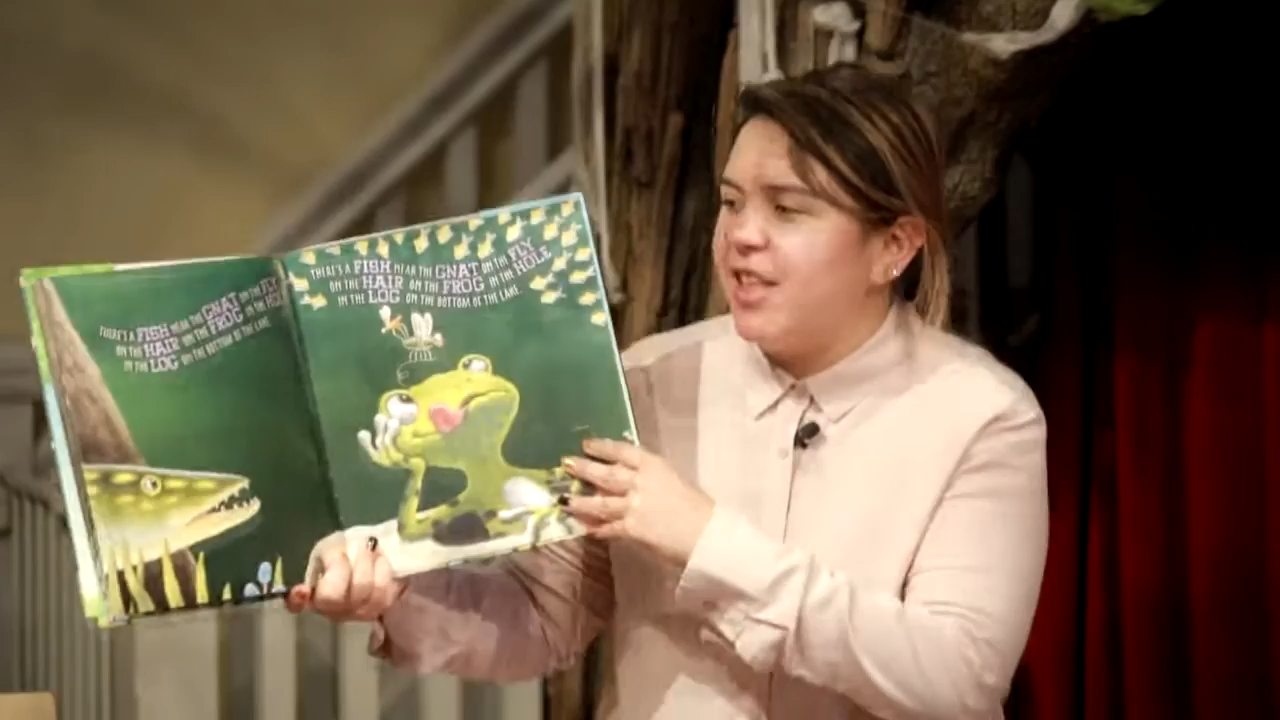 THERE'S A FISH NEAR THE GNAT ON THE FLY
ON THE HAIR ON THE FROG IN THE HOLE
IN THE LOG ON THE BOTTOM OF THE LAKE.
THERE'S A FISH NEAR THE GNAT ON THE FLY
ON THE HAIR ON THE FROG IN THE HOLE
IN THE LOG ON THE BOTTOM OF THE LAKE.